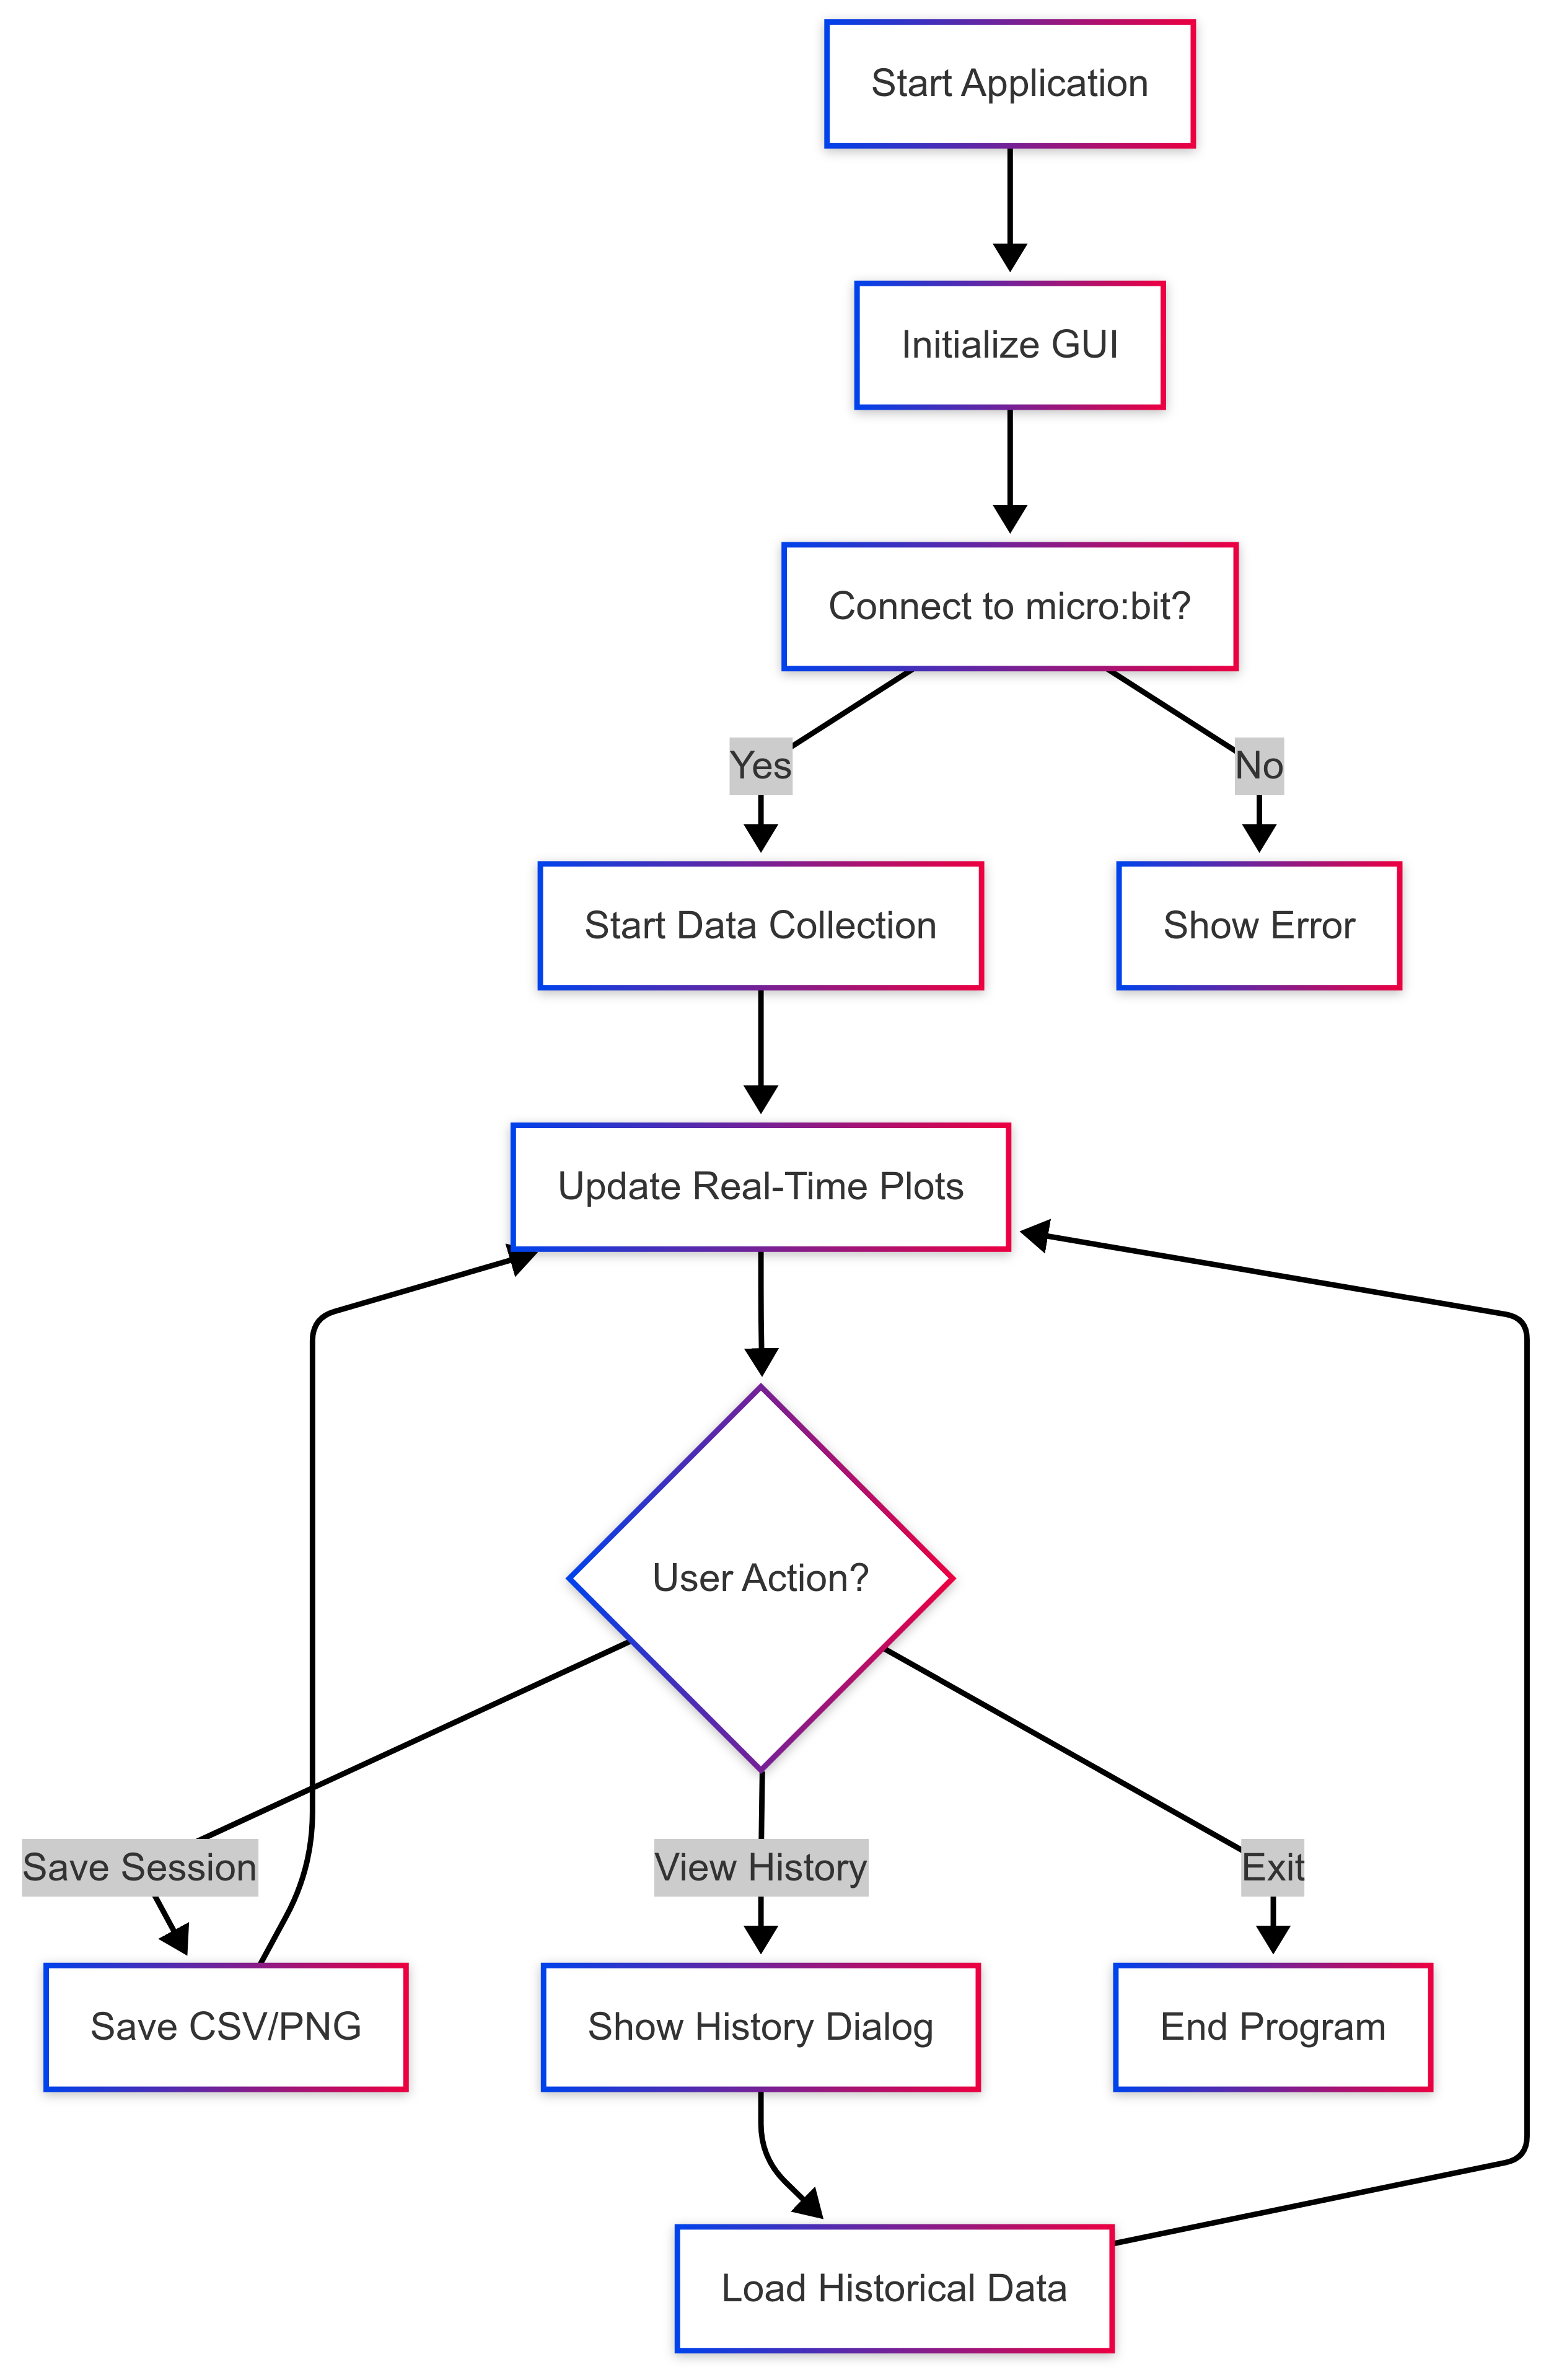 Start Application
Initialize GUI
Connect to micro:bit?
Yes
No
Start Data Collection
Show Error
Update Real-Time Plots
User Action?
Save Session
View History
Exit
Save CSV/PNG
Show History Dialog
End Program
Load Historical Data